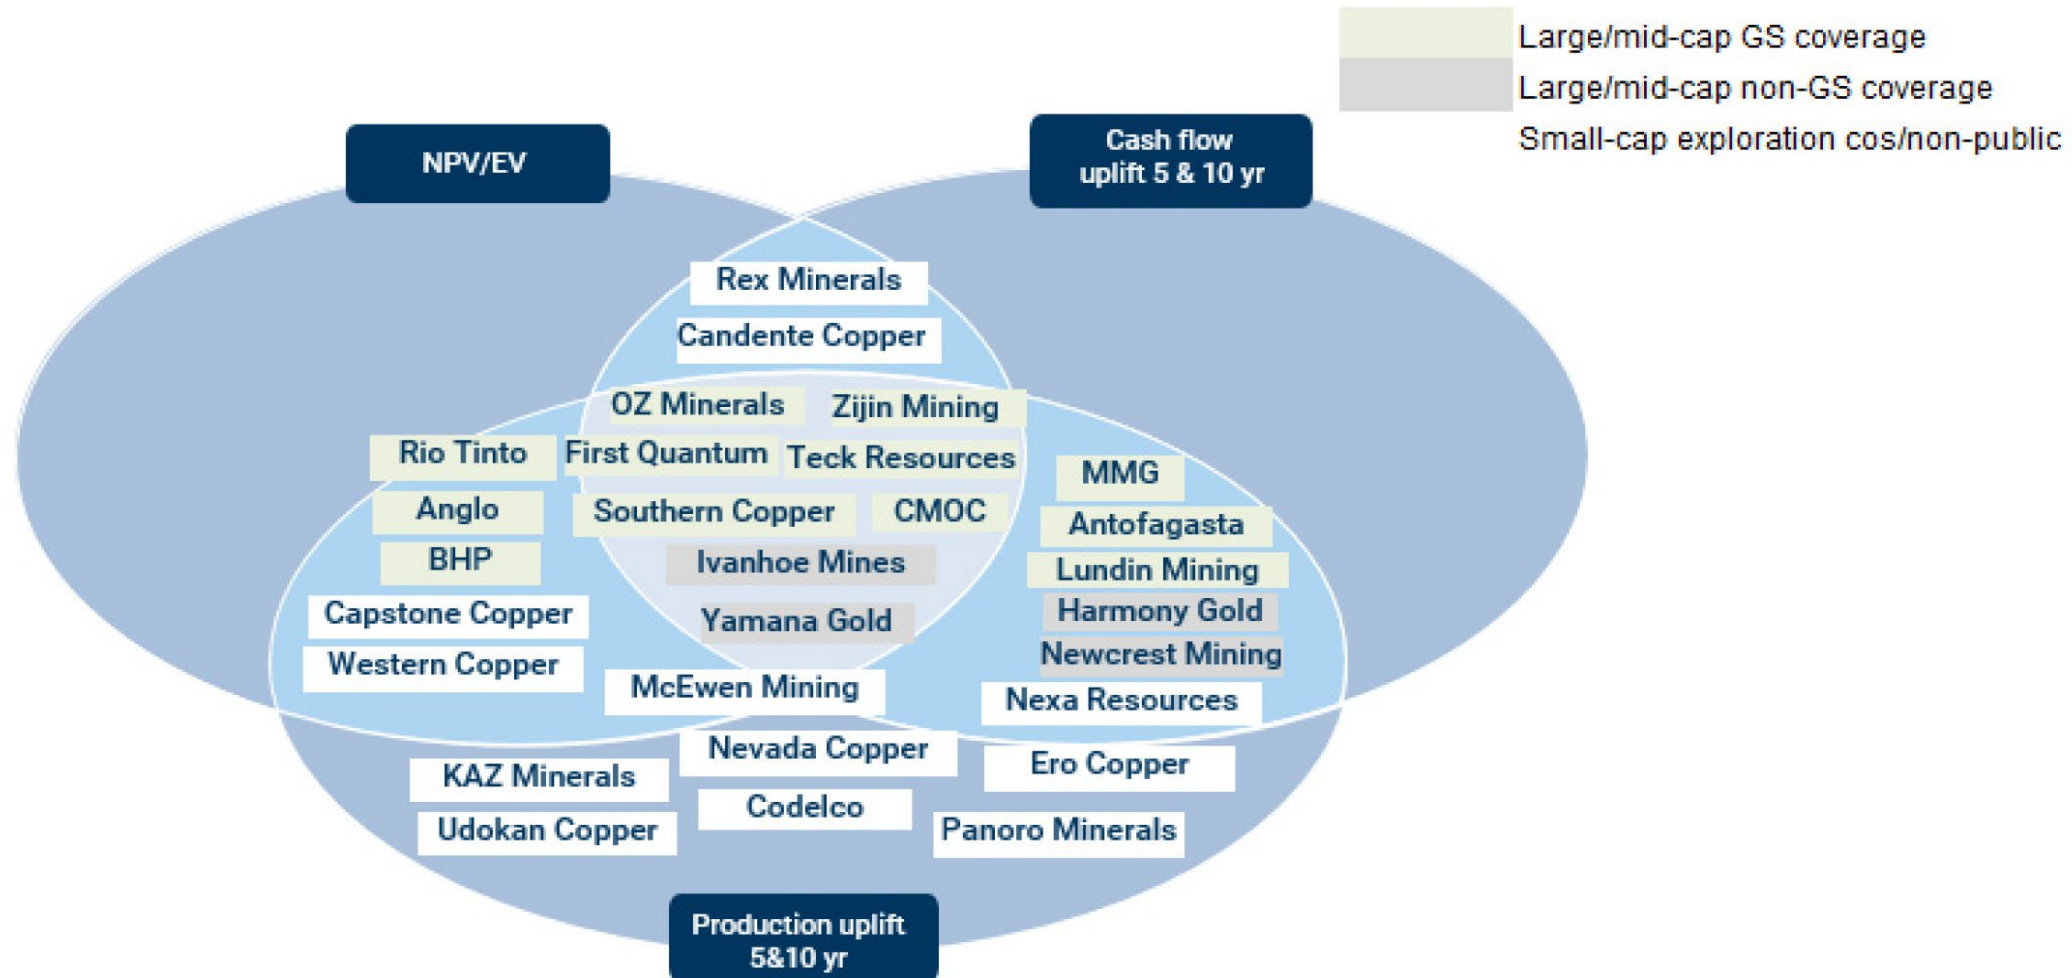 Large/mid-cap GS coverage
Large/mid-cap non-GS coverage
Small-cap exploration cos/non-public
NPV/EV
Cash flow
uplift 5 & 10 yr
Rex Minerals
Candente Copper
OZ Minerals
Zijin Mining
Rio Tinto
First Quantum
Teck Resources
MMG
Anglo
Southern Copper
CMOC
Antofagasta
BHP
Ivanhoe Mines
Lundin Mining
Capstone Copper
Yamana Gold
Harmony Gold
Western Copper
Newcrest Mining
McEwen Mining
Nexa Resources
Nevada Copper
KAZ Minerals
Ero Copper
Codelco
Udokan Copper
Panoro Minerals
Production uplift
5&10 yr